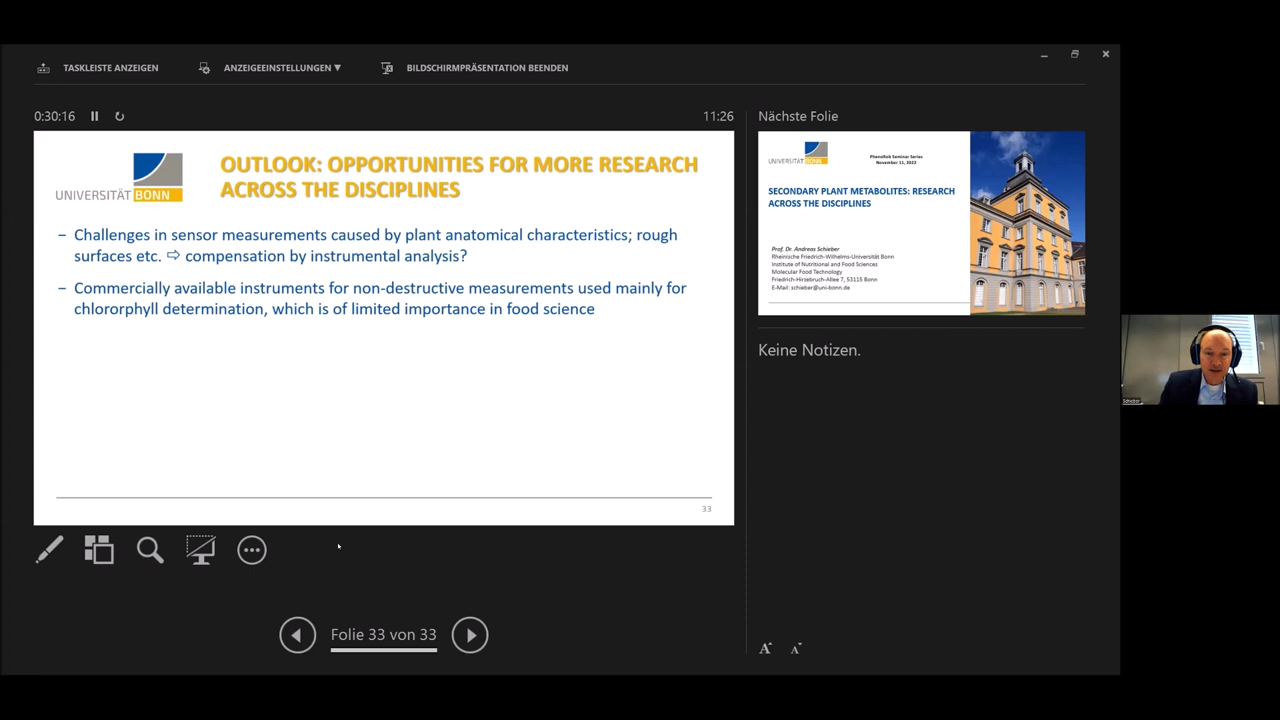 TASKLEISTE ANZEIGEN
ANZEIGEEINSTELLUNGEN ▼
BILDSCHIRMPRÄSENTATION BEENDEN
0:30:16
11:26
UNIVERSITÄT BONN
OUTLOOK: OPPORTUNITIES FOR MORE RESEARCH
ACROSS THE DISCIPLINES
− Challenges in sensor measurements caused by plant anatomical characteristics; rough
surfaces etc. ⇨ compensation by instrumental analysis?
− Commercially available instruments for non-destructive measurements used mainly for
chlororphyll determination, which is of limited importance in food science
33
Folie 33 von 33
Nächste Folie
UNIVERSITÄT BONN
PhenoRob Seminar Series
November 11, 2022
SECONDARY PLANT METABOLITES: RESEARCH
ACROSS THE DISCIPLINES
Prof. Dr. Andreas Schieber
Rheinische Friedrich-Wilhelms-Universität Bonn
Institute of Nutritional and Food Sciences
Molecular Food Technology
Friedrich-Hirzebruch-Allee 7, 53115 Bonn
E-Mail: schieber@uni-bonn.de
Keine Notizen.
A A
Schieber